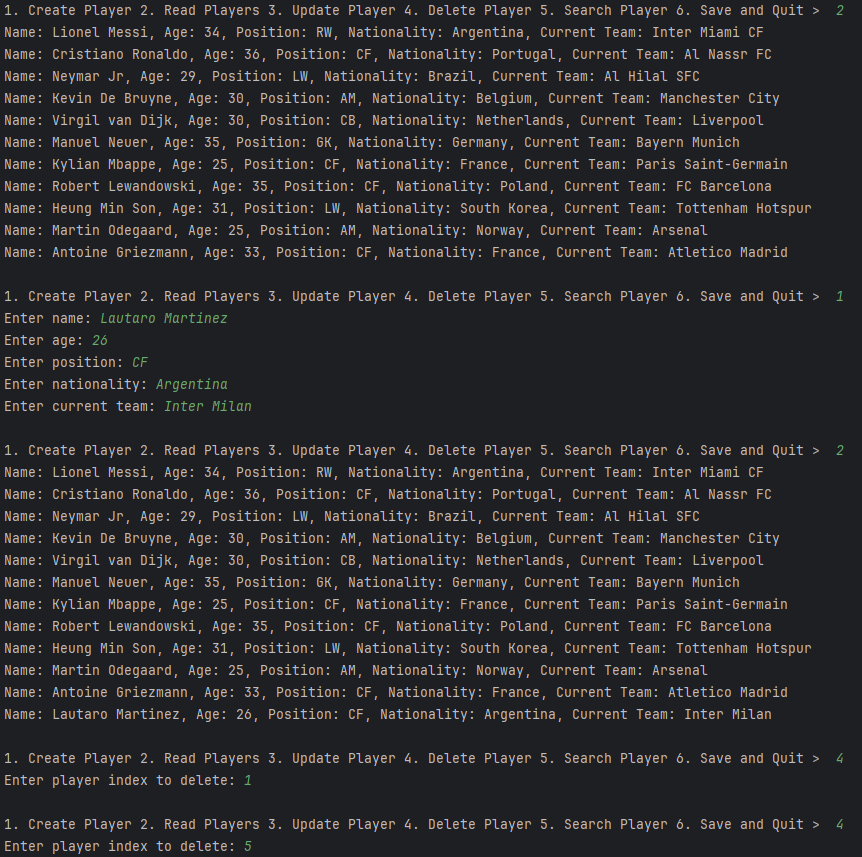 1. Create Player 2. Read Players 3. Update Player 4. Delete Player 5. Search Player 6. Save and Quit > 2
Name: Lionel Messi, Age: 34, Position: RW, Nationality: Argentina, Current Team: Inter Miami CF
Name: Cristiano Ronaldo, Age: 36, Position: CF, Nationality: Portugal, Current Team: Al Nassr FC
Name: Neymar Jr, Age: 29, Position: LW, Nationality: Brazil, Current Team: Al Hilal SFC
Name: Kevin De Bruyne, Age: 30, Position: AM, Nationality: Belgium, Current Team: Manchester City
Name: Virgil van Dijk, Age: 30, Position: CB, Nationality: Netherlands, Current Team: Liverpool
Name: Manuel Neuer, Age: 35, Position: GK, Nationality: Germany, Current Team: Bayern Munich
Name: Kylian Mbappe, Age: 25, Position: CF, Nationality: France, Current Team: Paris Saint-Germain
Name: Robert Lewandowski, Age: 35, Position: CF, Nationality: Poland, Current Team: FC Barcelona
Name: Heung Min Son, Age: 31, Position: LW, Nationality: South Korea, Current Team: Tottenham Hotspur
Name: Martin Odegaard, Age: 25, Position: AM, Nationality: Norway, Current Team: Arsenal
Name: Antoine Griezmann, Age: 33, Position: CF, Nationality: France, Current Team: Atletico Madrid
1. Create Player 2. Read Players 3. Update Player 4. Delete Player 5. Search Player 6. Save and Quit > 1
Enter name: Lautaro Martinez
Enter age: 26
Enter position: CF
Enter nationality: Argentina
Enter current team: Inter Milan
1. Create Player 2. Read Players 3. Update Player 4. Delete Player 5. Search Player 6. Save and Quit > 2
Name: Lionel Messi, Age: 34, Position: RW, Nationality: Argentina, Current Team: Inter Miami CF
Name: Cristiano Ronaldo, Age: 36, Position: CF, Nationality: Portugal, Current Team: Al Nassr FC
Name: Neymar Jr, Age: 29, Position: LW, Nationality: Brazil, Current Team: Al Hilal SFC
Name: Kevin De Bruyne, Age: 30, Position: AM, Nationality: Belgium, Current Team: Manchester City
Name: Virgil van Dijk, Age: 30, Position: CB, Nationality: Netherlands, Current Team: Liverpool
Name: Manuel Neuer, Age: 35, Position: GK, Nationality: Germany, Current Team: Bayern Munich
Name: Kylian Mbappe, Age: 25, Position: CF, Nationality: France, Current Team: Paris Saint-Germain
Name: Robert Lewandowski, Age: 35, Position: CF, Nationality: Poland, Current Team: FC Barcelona
Name: Heung Min Son, Age: 31, Position: LW, Nationality: South Korea, Current Team: Tottenham Hotspur
Name: Martin Odegaard, Age: 25, Position: AM, Nationality: Norway, Current Team: Arsenal
Name: Antoine Griezmann, Age: 33, Position: CF, Nationality: France, Current Team: Atletico Madrid
Name: Lautaro Martinez, Age: 26, Position: CF, Nationality: Argentina, Current Team: Inter Milan
1. Create Player 2. Read Players 3. Update Player 4. Delete Player 5. Search Player 6. Save and Quit > 4
Enter player index to delete: 1
1. Create Player 2. Read Players 3. Update Player 4. Delete Player 5. Search Player 6. Save and Quit > 4
Enter player index to delete: 5